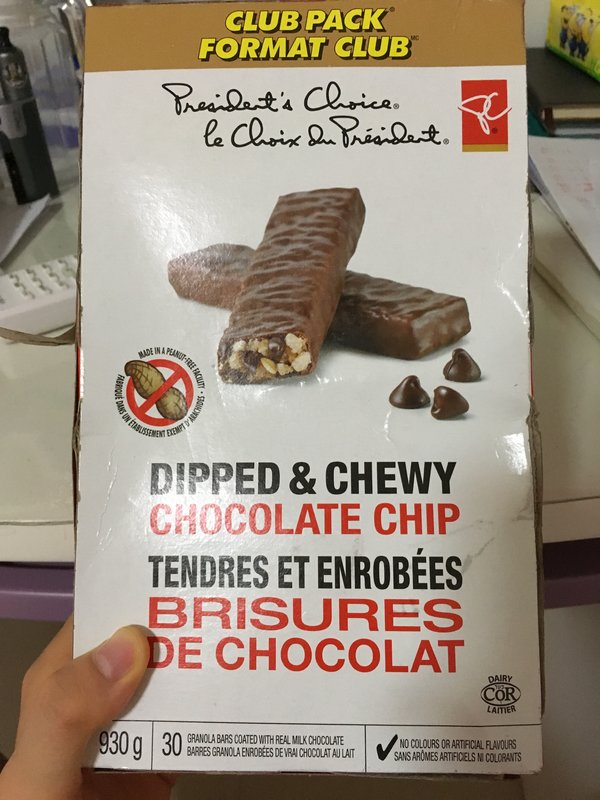 CLUB PACK®
FORMAT CLUB MC
President's Choice®
le Choix du Président®
PC®
MADE IN A PEANUT-FREE FACILITY •
FABRIQUÉ DANS UN ÉTABLISSEMENT EXEMPT D'ARACHIDES •
DIPPED & CHEWY
CHOCOLATE CHIP
TENDRES ET ENROBÉES
BRISURES
DE CHOCOLAT
DAIRY
COR
LAITIER
930 g
30
GRANOLA BARS COATED WITH REAL MILK CHOCOLATE
BARRES GRANOLA ENROBÉES DE VRAI CHOCOLAT AU LAIT
NO COLOURS OR ARTIFICIAL FLAVOURS
SANS ARÔMES ARTIFICIELS NI COLORANTS